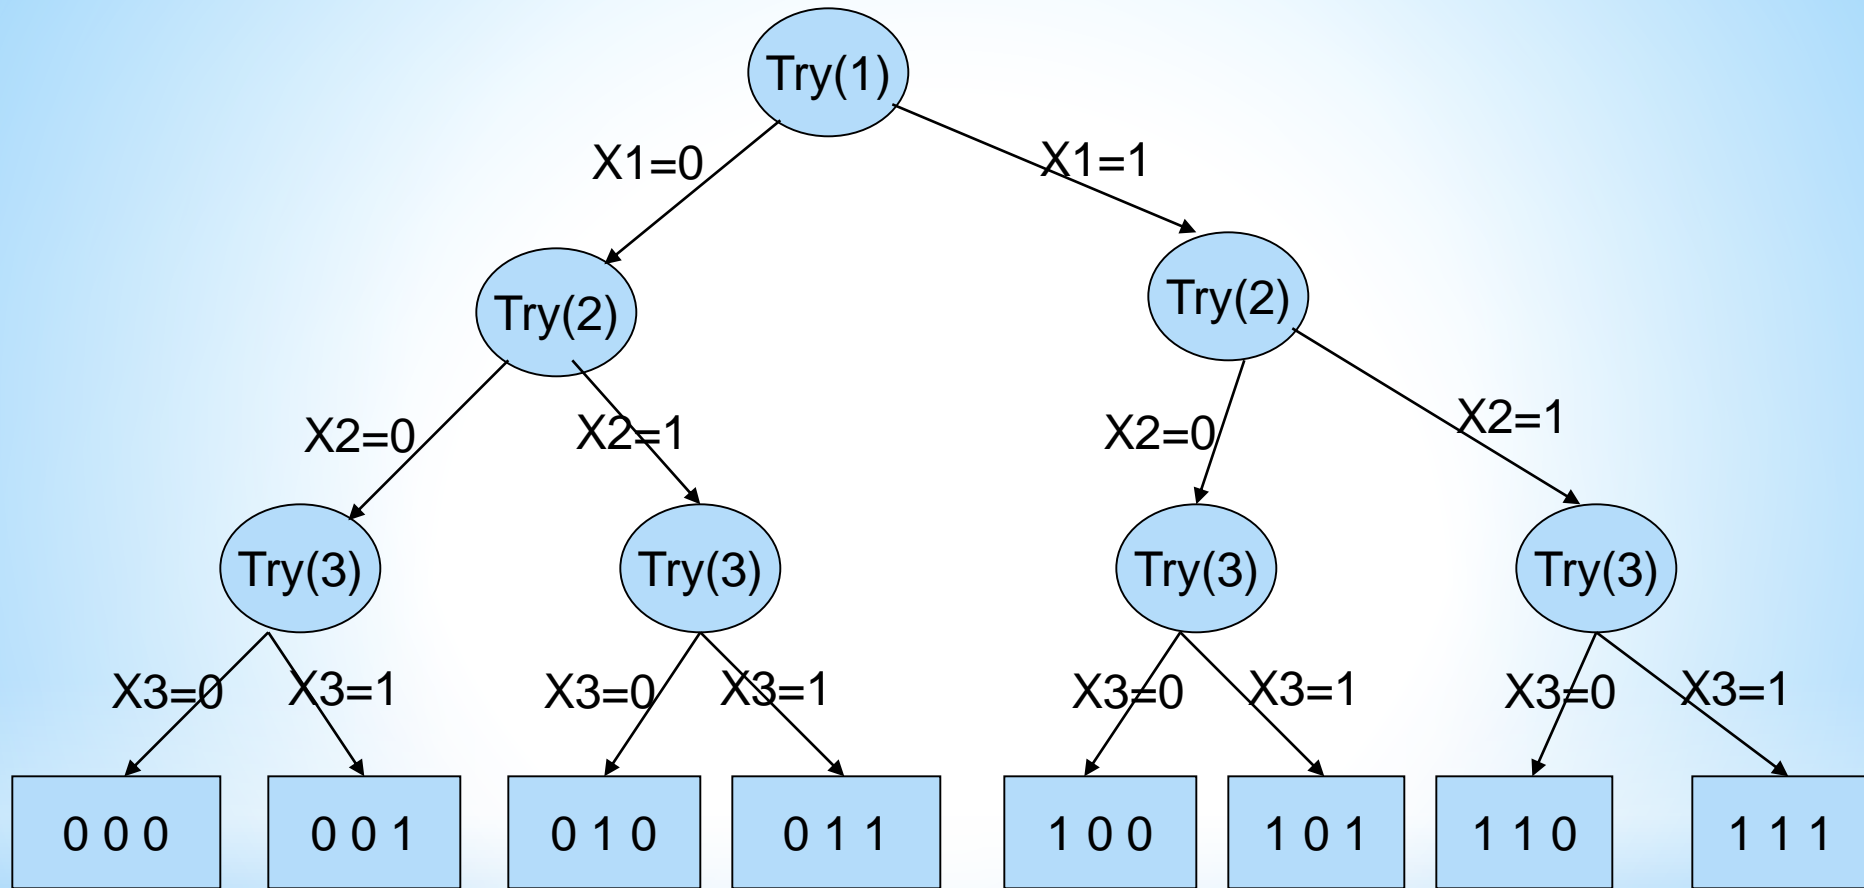 Try(1)
X1=0
X1=1
Try(2)
Try(2)
X2=0
X2=1
X2=0
X2=1
Try(3)
Try(3)
Try(3)
Try(3)
X3=0
X3=1
X3=0
X3=1
X3=0
X3=1
X3=0
X3=1
0 0 0
0 0 1
0 1 0
0 1 1
1 0 0
1 0 1
1 1 0
1 1 1